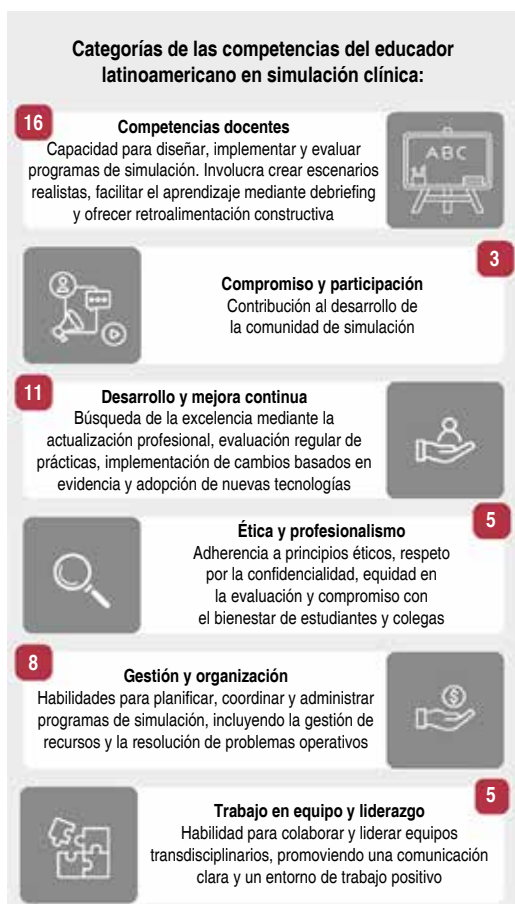 Categorías de las competencias del educador
latinoamericano en simulación clínica:
16
Competencias docentes
Capacidad para diseñar, implementar y evaluar
programas de simulación. Involucra crear escenarios
realistas, facilitar el aprendizaje mediante debriefing
y ofrecer retroalimentación constructiva
ABC
3
Compromiso y participación
Contribución al desarrollo de
la comunidad de simulación
11
Desarrollo y mejora continua
Búsqueda de la excelencia mediante la
actualización profesional, evaluación regular de
prácticas, implementación de cambios basados en
evidencia y adopción de nuevas tecnologías
5
Ética y profesionalismo
Adherencia a principios éticos, respeto
por la confidencialidad, equidad en
la evaluación y compromiso con
el bienestar de estudiantes y colegas
8
Gestión y organización
Habilidades para planificar, coordinar y administrar
programas de simulación, incluyendo la gestión de
recursos y la resolución de problemas operativos
$
5
Trabajo en equipo y liderazgo
Habilidad para colaborar y liderar equipos
transdisciplinarios, promoviendo una comunicación
clara y un entorno de trabajo positivo